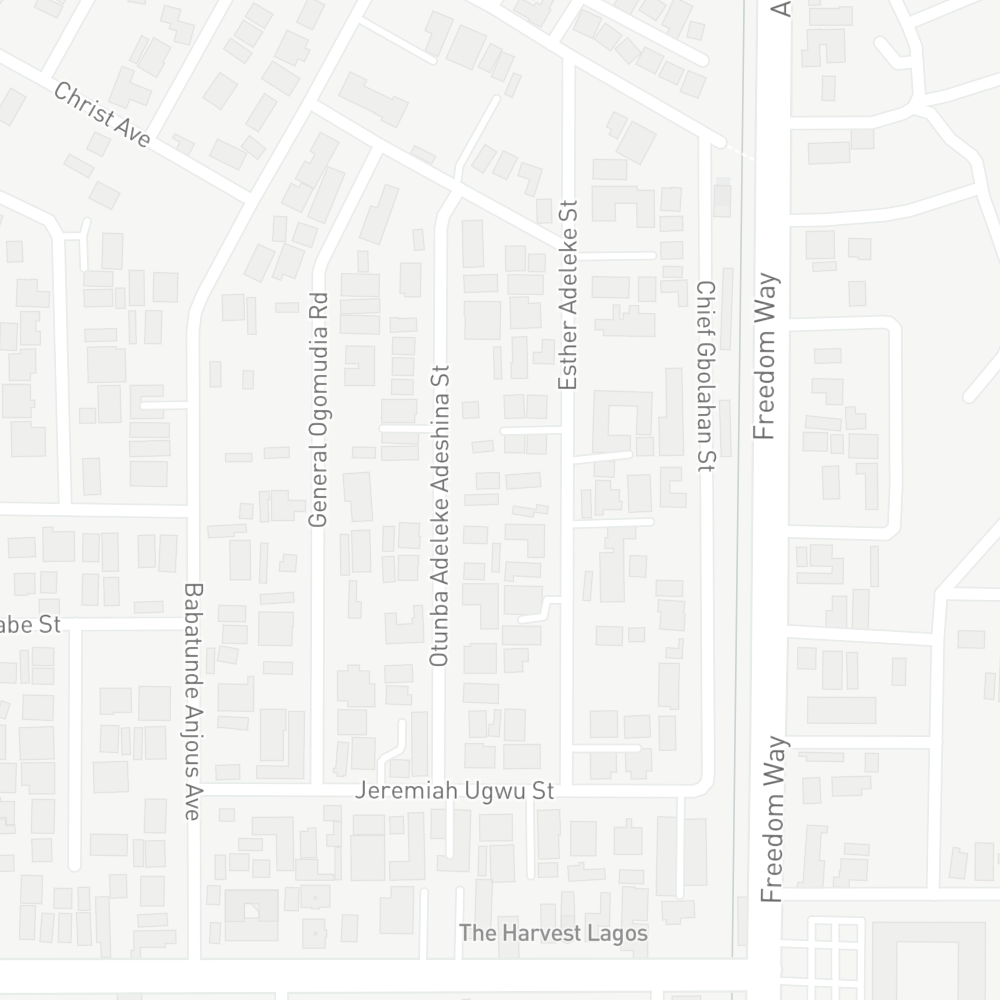 A
Christ Ave
Esther Adeleke St
Freedom Way
Chief Gbolahan St
General Ogomudia Rd
Otunba Adeleke Adeshina St
Babatunde Anjous Ave
abe St
Freedom Way
Jeremiah Ugwu St
The Harvest Lagos